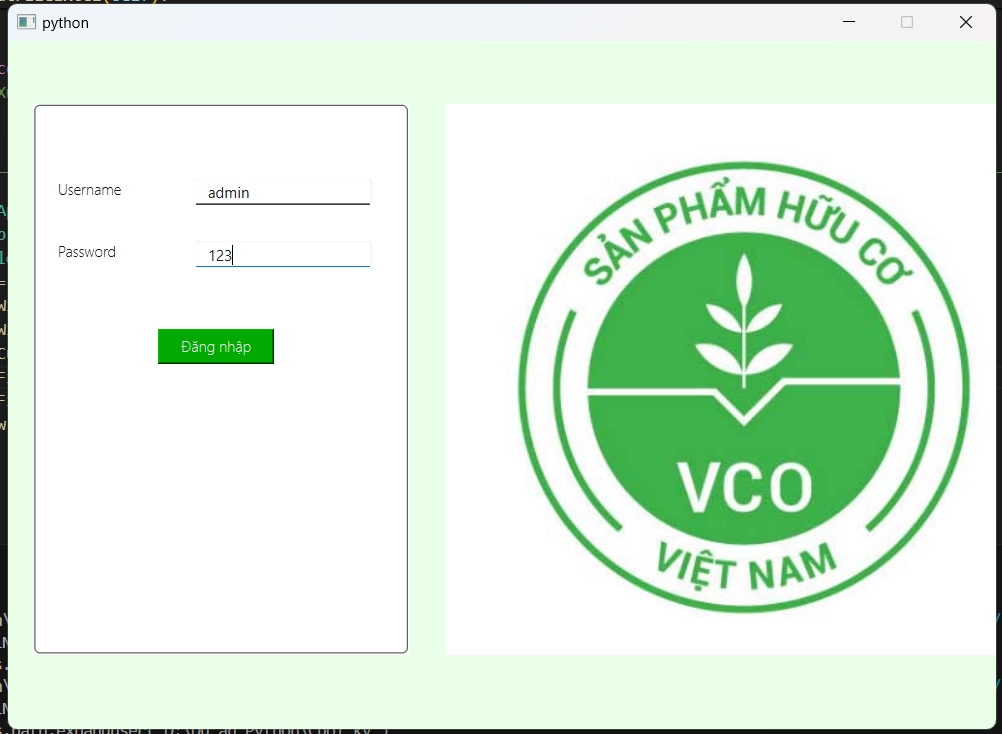 python
Username
admin
Password
123
Đăng nhập
SẢN PHẨM HỮU CƠ
VCO
VIỆT NAM